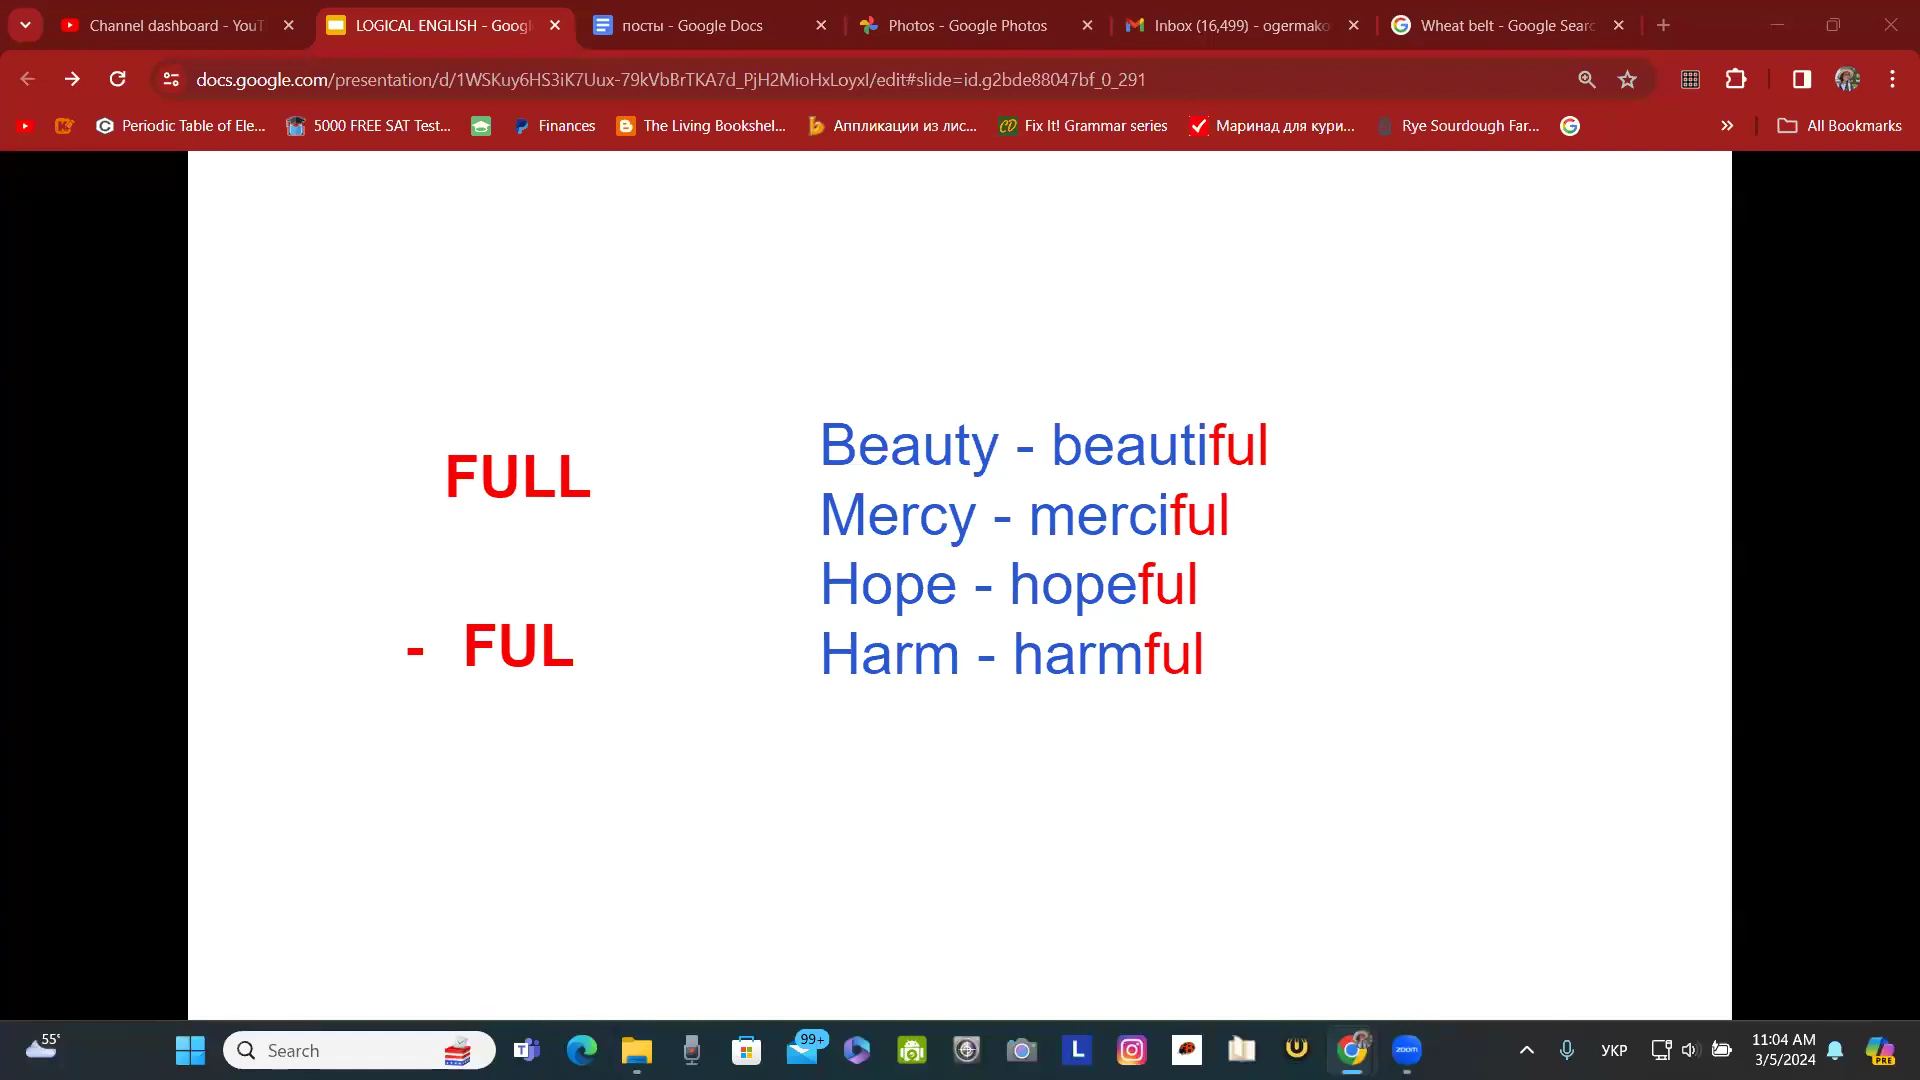 Channel dashboard - YouT
LOGICAL ENGLISH - Googl
посты - Google Docs
Photos - Google Photos
Inbox (16,499) - ogermako
Wheat belt - Google Searc
docs.google.com/presentation/d/1WSKuy6HS3iK7Uux-79kVbBrTKA7d_PjH2MioHxLoyxI/edit#slide=id.g2bde88047bf_0_291
Periodic Table of Ele...
5000 FREE SAT Test...
Finances
The Living Bookshel...
Аппликации из лис...
Fix It! Grammar series
Маринад для кури...
Rye Sourdough Far...
All Bookmarks
FULL
- FUL
Beauty - beautiful
Mercy - merciful
Hope - hopeful
Harm - harmful
55°
Search
99+
L
zoom
УКР
11:04 AM
3/5/2024
PRE